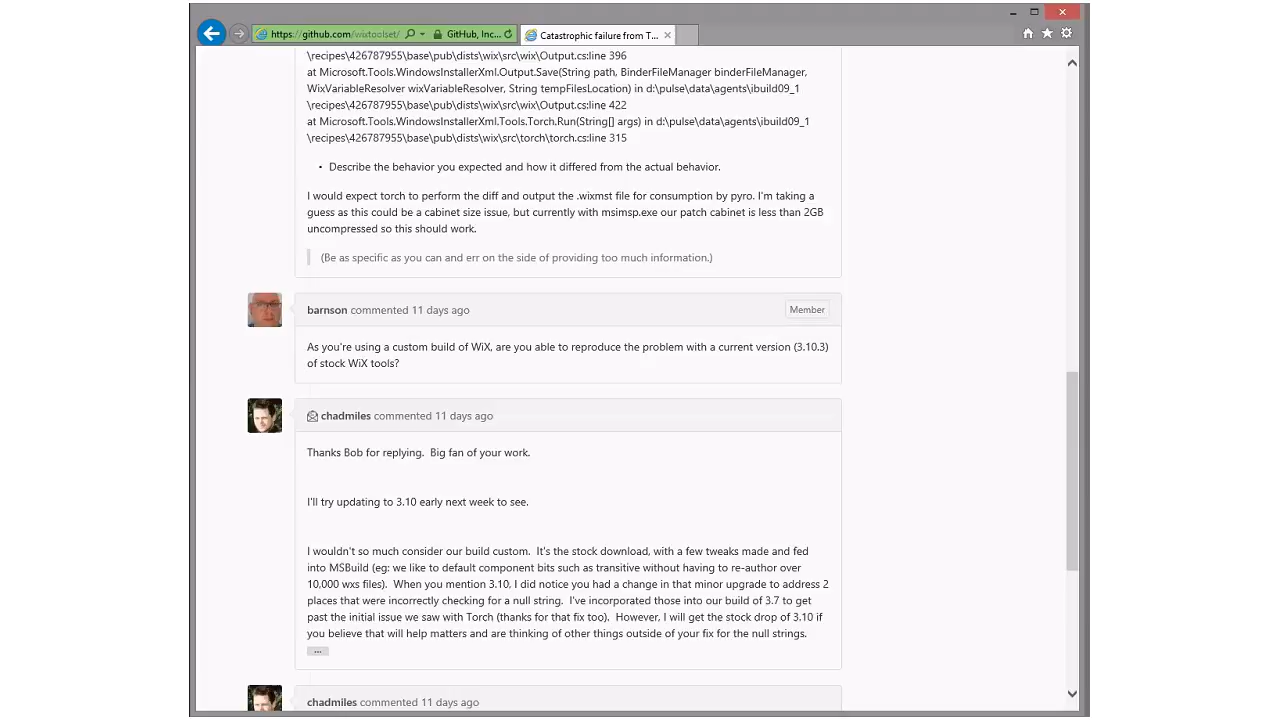 https://github.com/wixtoolset/
GitHub, Inc...
Catastrophic failure from T...
\recipes\426787955\base\pub\dists\wix\src\wix\Output.cs:line 396
at Microsoft.Tools.WindowsInstallerXml.Output.Save(String path, BinderFileManager binderFileManager,
WixVariableResolver wixVariableResolver, String tempFilesLocation) in d:\pulse\data\agents\ibuild09_1
\recipes\426787955\base\pub\dists\wix\src\wix\Output.cs:line 422
at Microsoft.Tools.WindowsInstallerXml.Tools.Torch.Run(String[] args) in d:\pulse\data\agents\ibuild09_1
\recipes\426787955\base\pub\dists\wix\src\torch\torch.cs:line 315
• Describe the behavior you expected and how it differed from the actual behavior.
I would expect torch to perform the diff and output the .wixmst file for consumption by pyro. I'm taking a
guess as this could be a cabinet size issue, but currently with msimsp.exe our patch cabinet is less than 2GB
uncompressed so this should work.
(Be as specific as you can and err on the side of providing too much information.)
barnson commented 11 days ago
Member
As you're using a custom build of WiX, are you able to reproduce the problem with a current version (3.10.3)
of stock WiX tools?
chadmiles commented 11 days ago
Thanks Bob for replying. Big fan of your work.
I'll try updating to 3.10 early next week to see.
I wouldn't so much consider our build custom. It's the stock download, with a few tweaks made and fed
into MSBuild (eg: we like to default component bits such as transitive without having to re-author over
10,000 wxs files). When you mention 3.10, I did notice you had a change in that minor upgrade to address 2
places that were incorrectly checking for a null string. I've incorporated those into our build of 3.7 to get
past the initial issue we saw with Torch (thanks for that fix too). However, I will get the stock drop of 3.10 if
you believe that will help matters and are thinking of other things outside of your fix for the null strings.
...
chadmiles commented 11 days ago